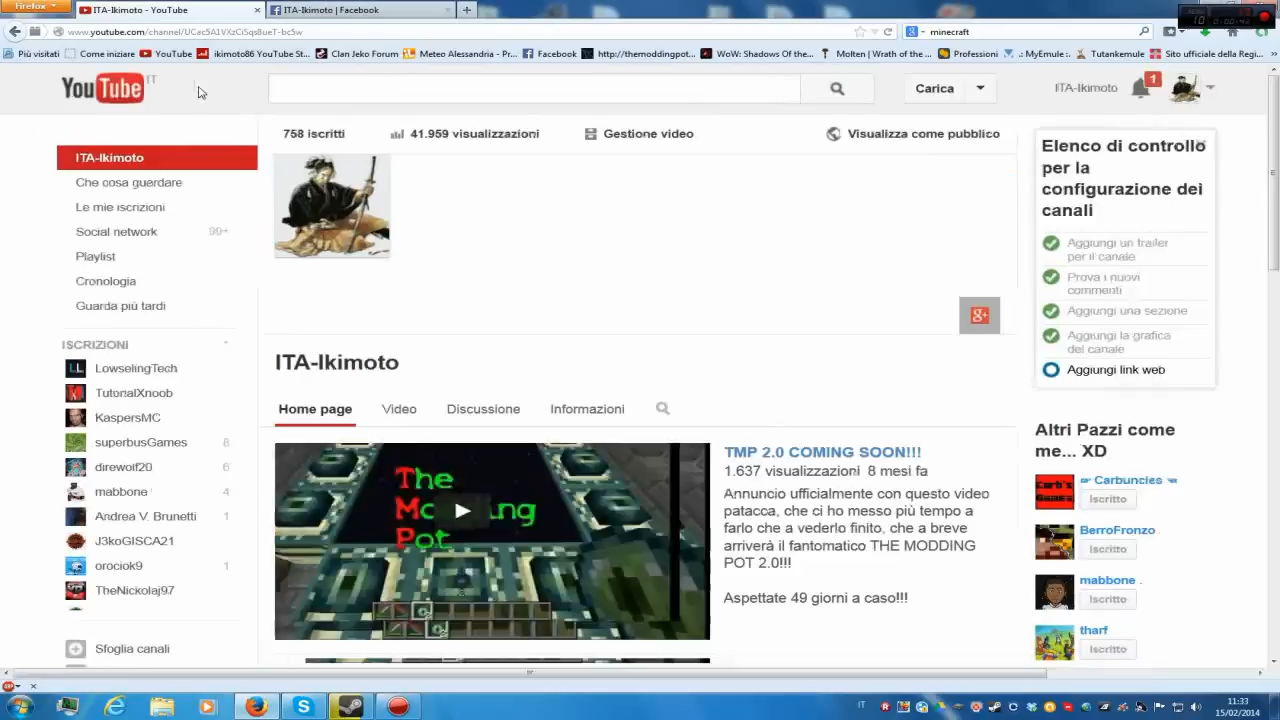 Firefox
ITA-Ikimoto - YouTube
ITA-Ikimoto | Facebook
www.youtube.com/channel/UCac5A1VXzCiSqs8ueT-bc5w
minecraft
Più visitati
Come iniziare
YouTube
ikimoto86 YouTube St...
Clan Jeko Forum
Meteo Alessandria -...
Facebook
http://themoddingpot...
WoW: Shadows Of the...
Molten | Wrath of the...
Professioni
.:MyEmule:.
Tutankemule
Sito ufficiale della Regi...
YouTube IT
Carica
ITA-Ikimoto
1
758 iscritti
41.959 visualizzazioni
Gestione video
Visualizza come pubblico
ITA-Ikimoto
Che cosa guardare
Le mie iscrizioni
Social network 99+
Playlist
Cronologia
Guarda più tardi
ISCRIZIONI
LowselingTech
TutorialXnoob
KaspersMC
superbusGames 8
direwolf20 6
mabbone 4
Andrea V. Brunetti 1
J3koGISCA21
orociok9 1
TheNickolaj97
Sfoglia canali
ITA-Ikimoto
Home page
Video
Discussione
Informazioni
The
Pot
TMP 2.0 COMING SOON!!!
1.637 visualizzazioni 8 mesi fa
Annuncio ufficialmente con questo video
patacca, che ci ho messo più tempo a
farlo che a vederlo finito, che a breve
arriverà il fantomatico THE MODDING
POT 2.0!!!
Aspettate 49 giorni a caso!!!
Elenco di controllo
per la
configurazione dei
canali
Aggiungi un trailer
per il canale
Prova i nuovi
commenti
Aggiungi una sezione
Aggiungi la grafica
del canale
Aggiungi link web
Altri Pazzi come
me... XD
Carbuncies
Iscritto
BerroFronzo
Iscritto
mabbone .
Iscritto
tharf
Iscritto
IT
11:33
15/02/2014